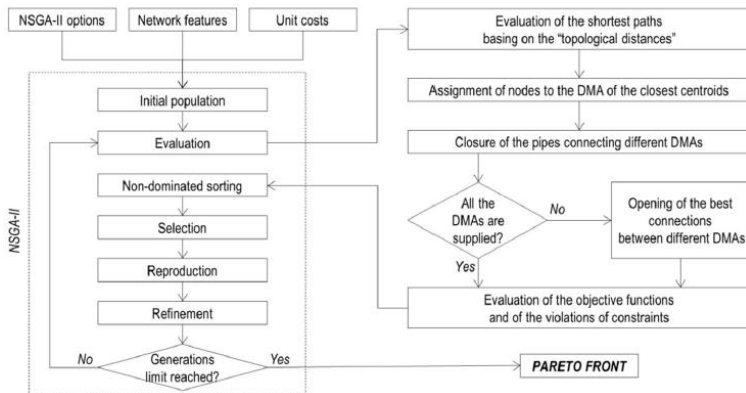 NSGA-II options
Network features
Unit costs
NSGA-II
Initial population
Evaluation
Non-dominated sorting
Selection
Reproduction
Refinement
Generations
limit reached?
No
Yes
Evaluation of the shortest paths
basing on the “topological distances”
Assignment of nodes to the DMA of the closest centroids
Closure of the pipes connecting different DMAs
All the
DMAs are
supplied?
No
Yes
Opening of the best
connections
between different DMAs
Evaluation of the objective functions
and of the violations of constraints
PARETO FRONT